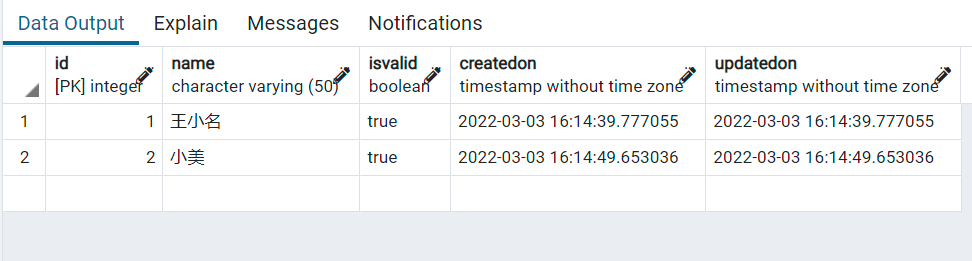 Data Output Explain Messages Notifications
id name isvalid createdon updatedon
[PK] integer character varying (50) boolean timestamp without time zone timestamp without time zone
1 1 王小名 true 2022-03-03 16:14:39.777055 2022-03-03 16:14:39.777055
2 2 小美 true 2022-03-03 16:14:49.653036 2022-03-03 16:14:49.653036